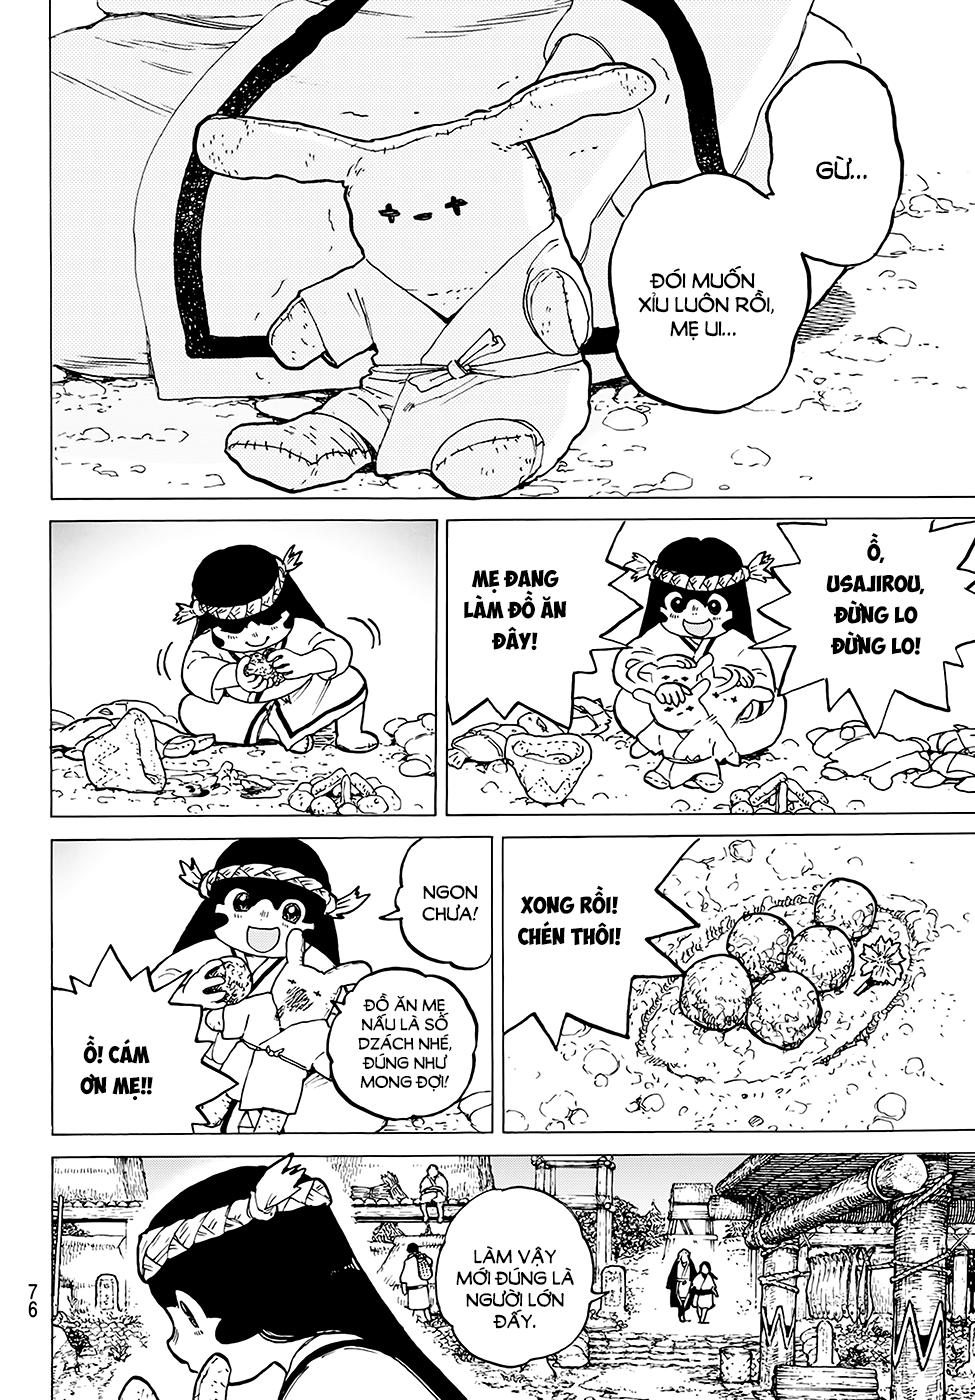 GỪ...
ĐÓI MUỐN
XỈU LUÔN RỒI,
MẸ UI...
MẸ ĐANG
LÀM ĐỒ ĂN
ĐÂY!
Ồ,
USAJIROU,
ĐỪNG LO
ĐỪNG LO!
NGON
CHƯA!
ĐỒ ĂN MẸ
NẤU LÀ SỐ
DZÁCH NHÉ,
ĐÚNG NHƯ
MONG ĐỢI!
Ồ! CÁM
ƠN MẸ!!
XONG RỒI!
CHÉN THÔI!
LÀM VẬY
MỚI ĐÚNG LÀ
NGƯỜI LỚN
ĐẤY.
76